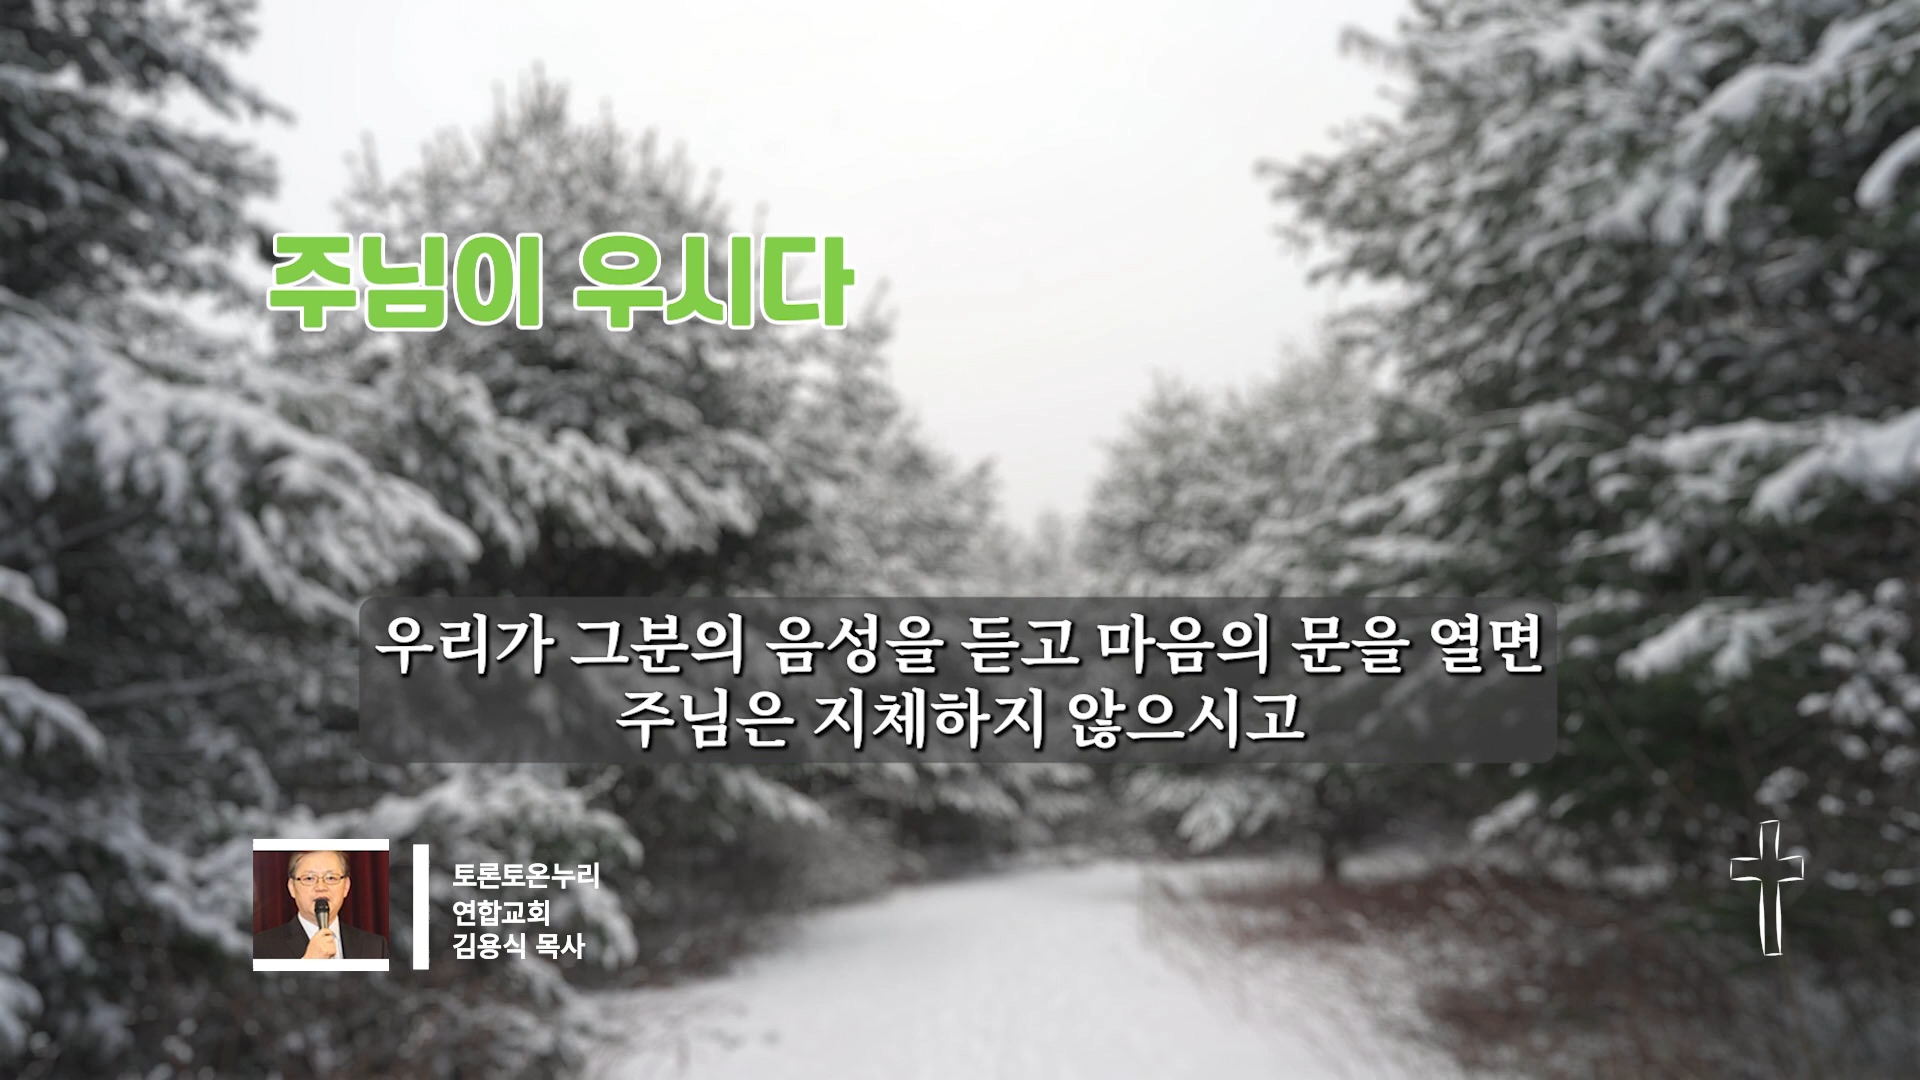 주님이 우시다
우리가 그분의 음성을 듣고 마음의 문을 열면
주님은 지체하지 않으시고
토론토온누리
연합교회
김용식 목사